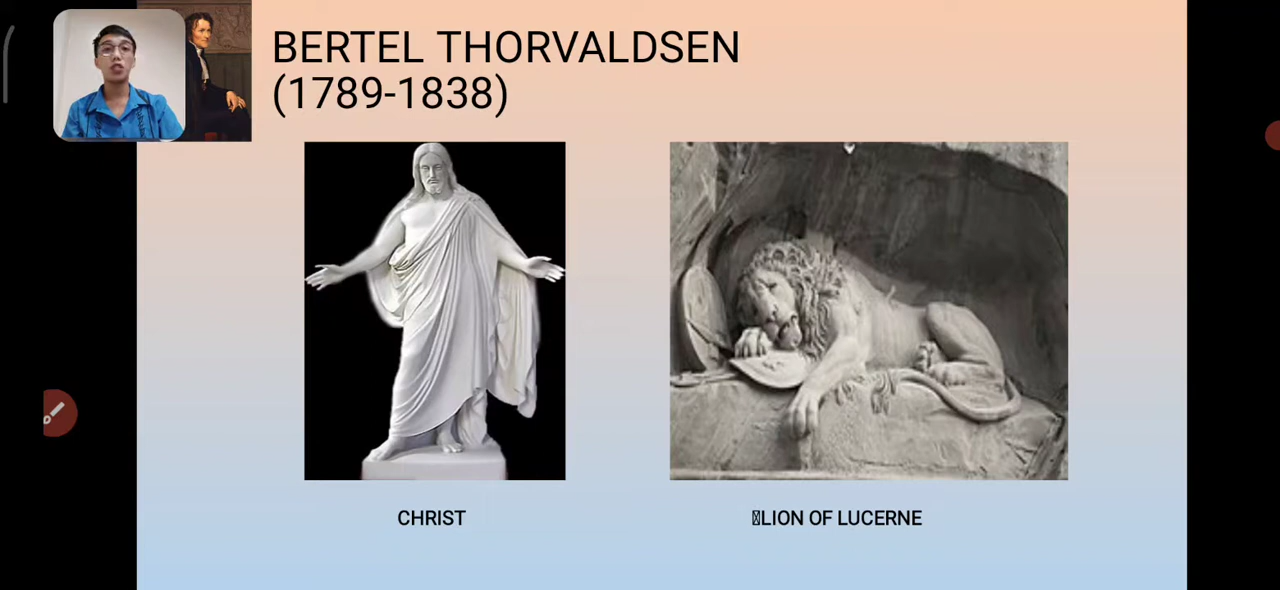 BERTEL THORVALDSEN
(1789-1838)
CHRIST
LION OF LUCERNE